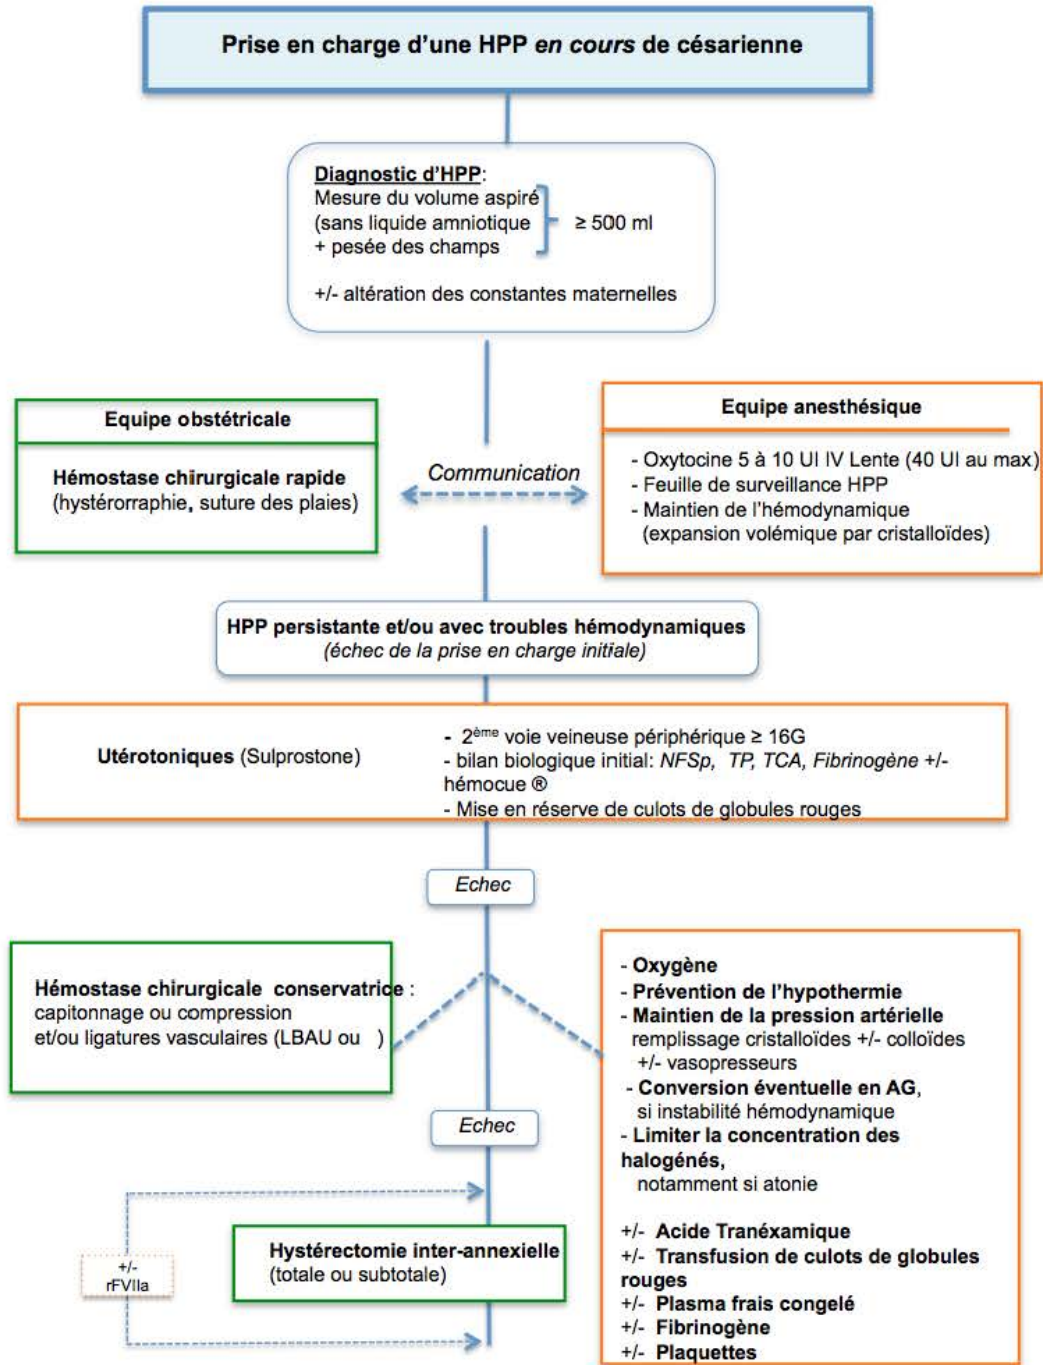 Prise en charge d'une HPP en cours de césarienne
Diagnostic d'HPP:
Mesure du volume aspiré
(sans liquide amniotique
+ pesée des champs
≥ 500 ml
+/- altération des constantes maternelles
Equipe obstétricale
Hémostase chirurgicale rapide
(hystérorraphie, suture des plaies)
Communication
Equipe anesthésique
- Oxytocine 5 à 10 UI IV Lente (40 UI au max)
- Feuille de surveillance HPP
- Maintien de l'hémodynamique
(expansion volémique par cristalloïdes)
HPP persistante et/ou avec troubles hémodynamiques
(échec de la prise en charge initiale)
Utérotoniques (Sulprostone)
- 2ème voie veineuse périphérique ≥ 16G
- bilan biologique initial: NFSp, TP, TCA, Fibrinogène +/-
hémocue ®
- Mise en réserve de culots de globules rouges
Echec
Hémostase chirurgicale conservatrice :
capitonnage ou compression
et/ou ligatures vasculaires (LBAU ou )
- Oxygène
- Prévention de l'hypothermie
- Maintien de la pression artérielle
remplissage cristalloïdes +/- colloïdes
+/- vasopresseurs
- Conversion éventuelle en AG,
si instabilité hémodynamique
- Limiter la concentration des
halogénés,
notamment si atonie
+/- Acide Tranéxamique
+/- Transfusion de culots de globules
rouges
+/- Plasma frais congelé
+/- Fibrinogène
+/- Plaquettes
Echec
+/-
rFVIIa
Hystérectomie inter-annexielle
(totale ou subtotale)